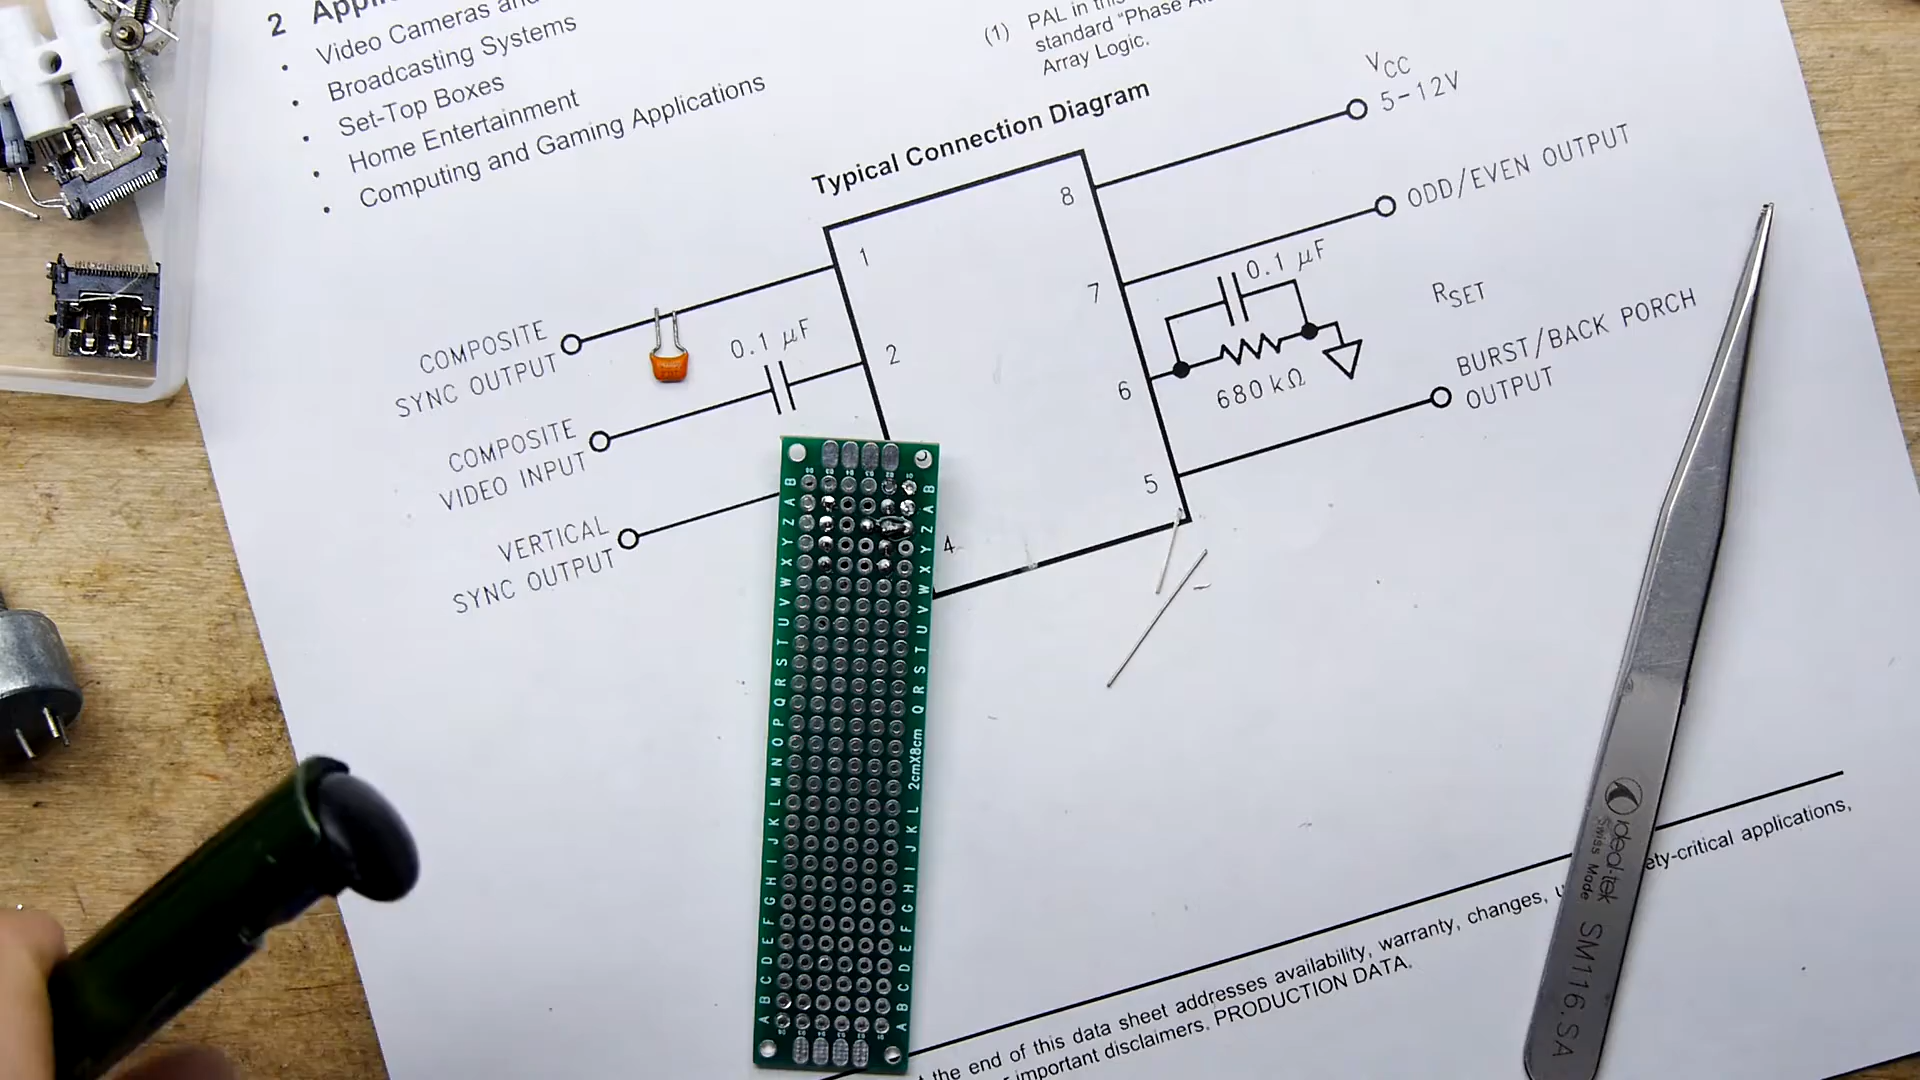 2
Video Cameras and
Broadcasting Systems
Set-Top Boxes
Home Entertainment
Computing and Gaming Applications
(1) PAL in this
standard "Phase
Array Logic.
Typical Connection Diagram
VCC
5-12V
ODD/EVEN OUTPUT
0.1 µF
RSET
680 kΩ
BURST/BACK PORCH
OUTPUT
COMPOSITE
SYNC OUTPUT
0.1 µF
COMPOSITE
VIDEO INPUT
VERTICAL
SYNC OUTPUT
1
2
4
5
6
7
8
B A Z Y X W V U T S R Q P O N M L K J I H G F E D C B A
B A Z Y X W V U T S R Q
2cmX8cm
L K J I H G F E D C B A
ideal-tek
Swiss Made
SM116.SA
ety-critical applications,
the end of this data sheet addresses availability, warranty, changes, u
important disclaimers. PRODUCTION DATA.